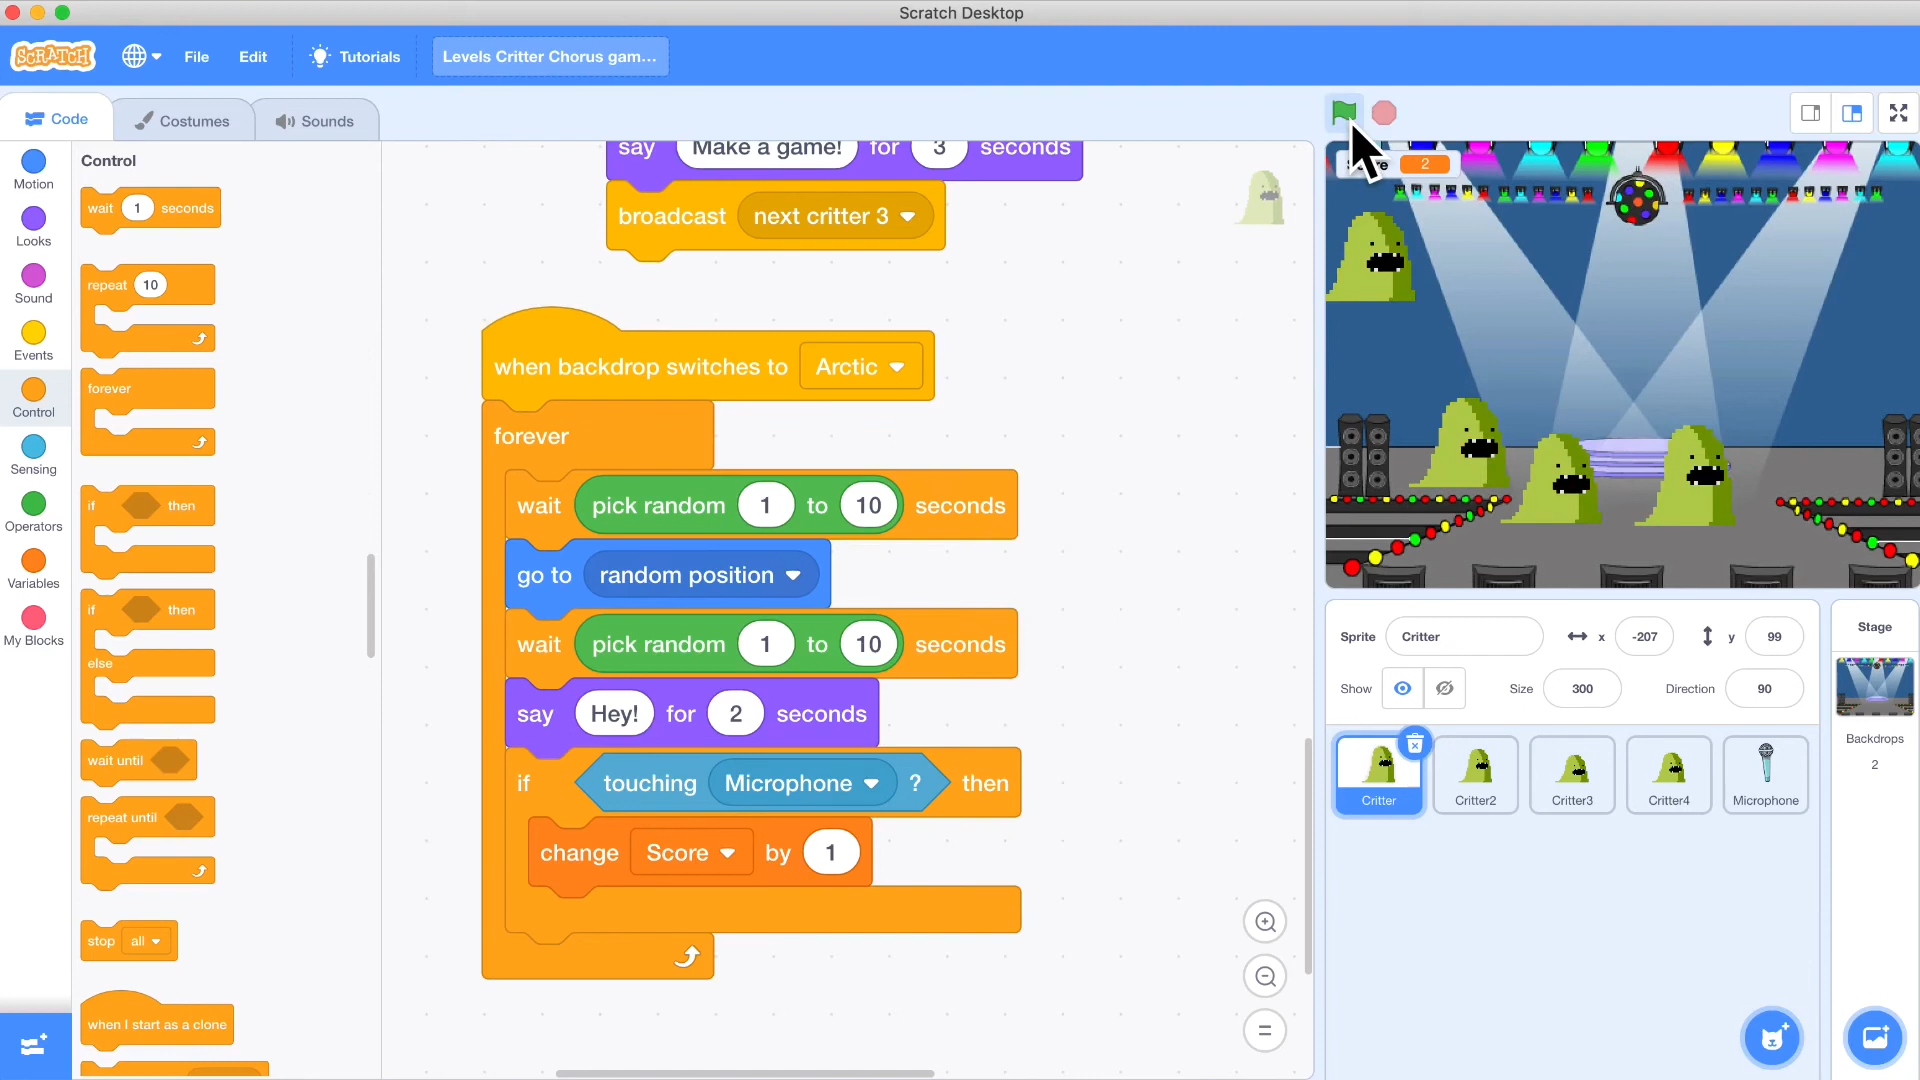 Scratch Desktop
SCRATCH
File
Edit
Tutorials
Levels Critter Chorus gam...
Code
Costumes
Sounds
Motion
Looks
Sound
Events
Control
Sensing
Operators
Variables
My Blocks
Control
wait 1 seconds
repeat 10
forever
if then
if then
else
wait until
repeat until
stop all
when I start as a clone
say Make a game! for 3 seconds
broadcast next critter 3
when backdrop switches to Arctic
forever
wait pick random 1 to 10 seconds
go to random position
wait pick random 1 to 10 seconds
say Hey! for 2 seconds
if touching Microphone ? then
change Score by 1
2
Sprite Critter x -207 y 99
Show Size 300 Direction 90
Critter
Critter2
Critter3
Critter4
Microphone
Stage
Backdrops
2